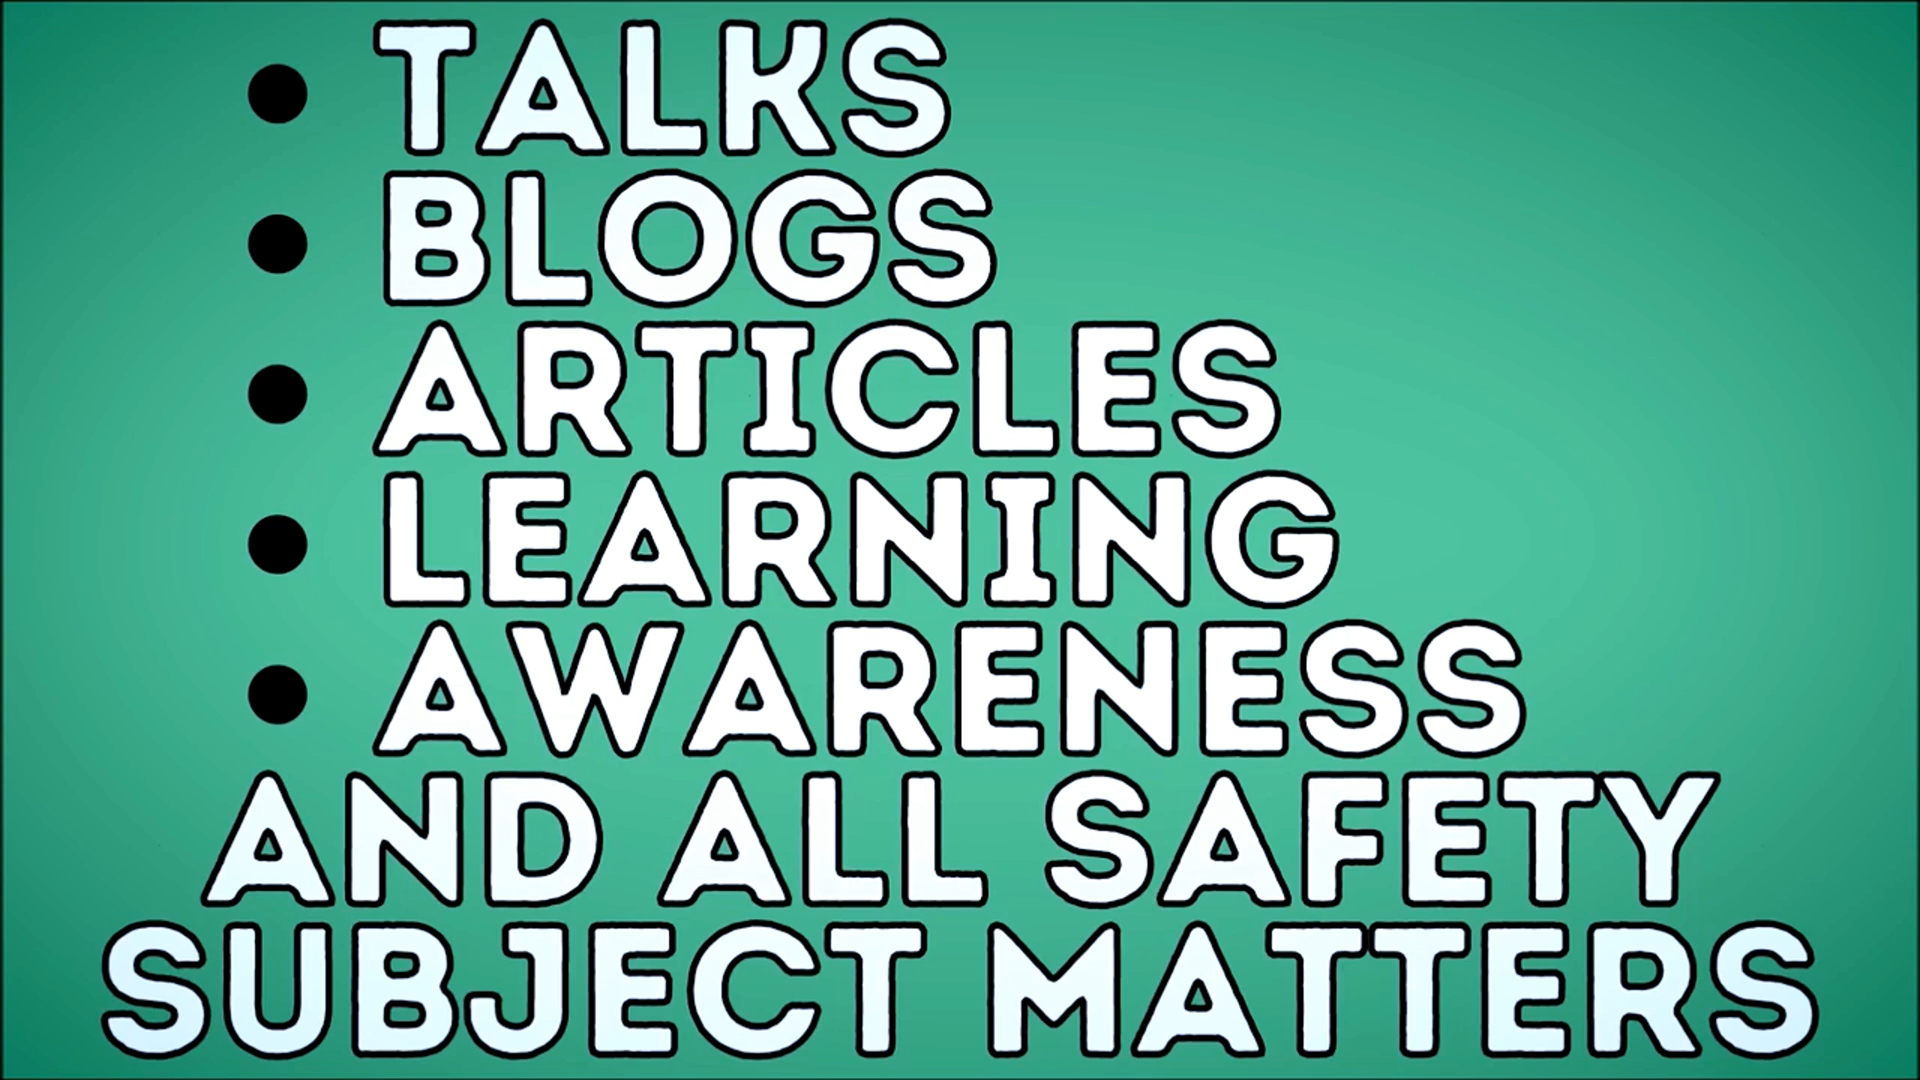 • TALKS
• BLOGS
• ARTICLES
• LEARNING
• AWARENESS
AND ALL SAFETY
SUBJECT MATTERS